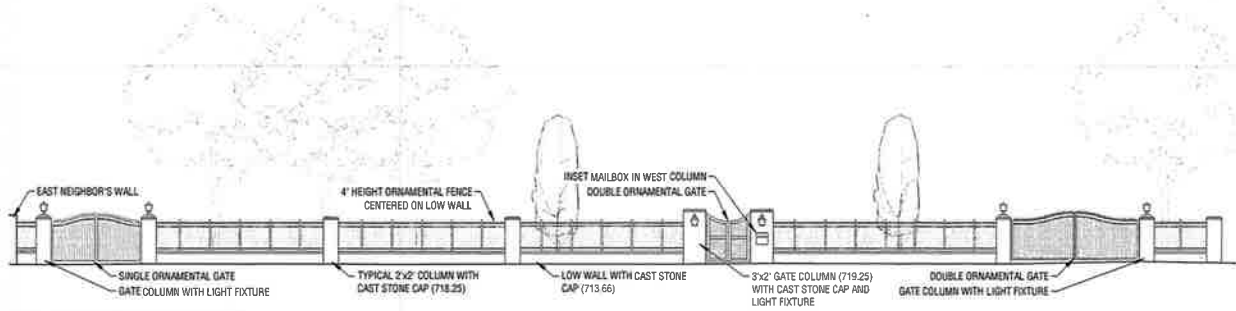 EAST NEIGHBOR'S WALL
4' HEIGHT ORNAMENTAL FENCE
CENTERED ON LOW WALL
INSET MAILBOX IN WEST COLUMN
DOUBLE ORNAMENTAL GATE
SINGLE ORNAMENTAL GATE
GATE COLUMN WITH LIGHT FIXTURE
TYPICAL 2'x2' COLUMN WITH
CAST STONE CAP (718.25)
LOW WALL WITH CAST STONE
CAP (713.66)
3'x2' GATE COLUMN (719.25)
WITH CAST STONE CAP AND
LIGHT FIXTURE
DOUBLE ORNAMENTAL GATE
GATE COLUMN WITH LIGHT FIXTURE